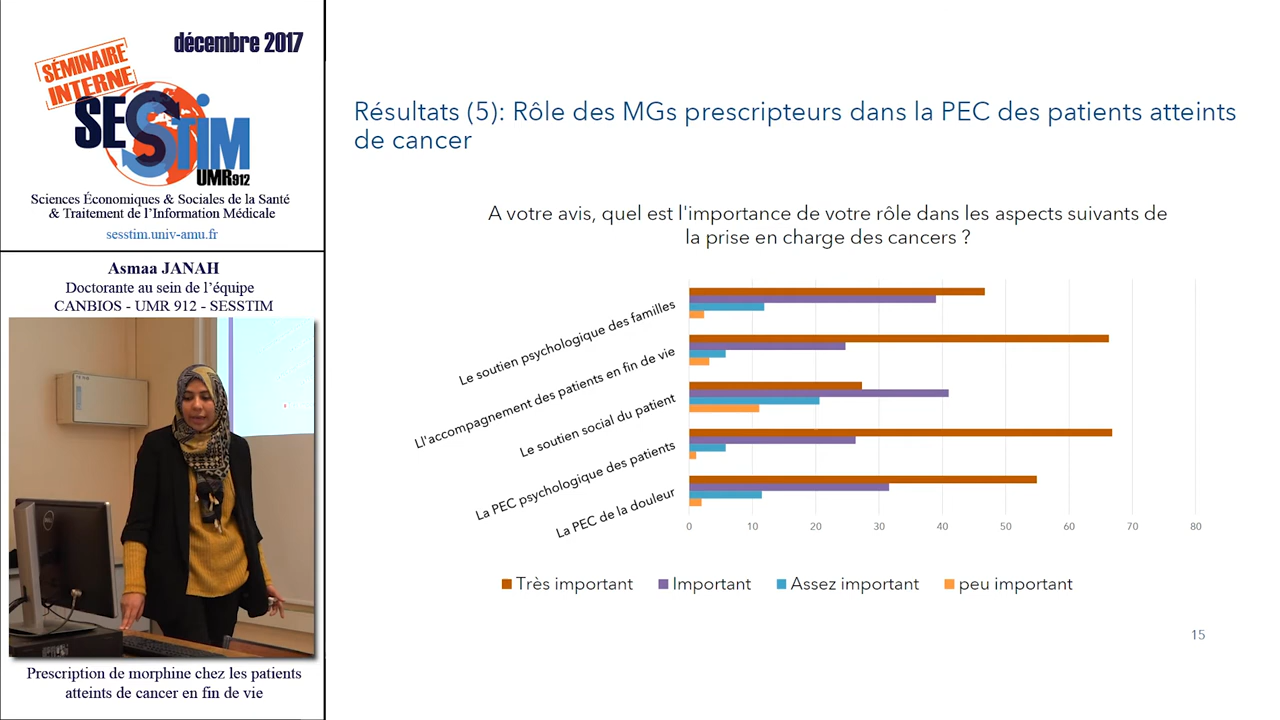 décembre 2017
SÉMINAIRE
INTERNE
SESSTIM
UMR912
Sciences Économiques & Sociales de la Santé
& Traitement de l'Information Médicale
sesstim.univ-amu.fr
Asmaa JANAH
Doctorante au sein de l'équipe
CANBIOS - UMR 912 - SESSTIM
DELL
Prescription de morphine chez les patients
atteints de cancer en fin de vie
Résultats (5): Rôle des MGs prescripteurs dans la PEC des patients atteints
de cancer
A votre avis, quel est l'importance de votre rôle dans les aspects suivants de
la prise en charge des cancers ?
Le soutien psychologique des familles
Ll'accompagnement des patients en fin de vie
Le soutien social du patient
La PEC psychologique des patients
La PEC de la douleur
0 10 20 30 40 50 60 70 80
Très important Important Assez important peu important
15